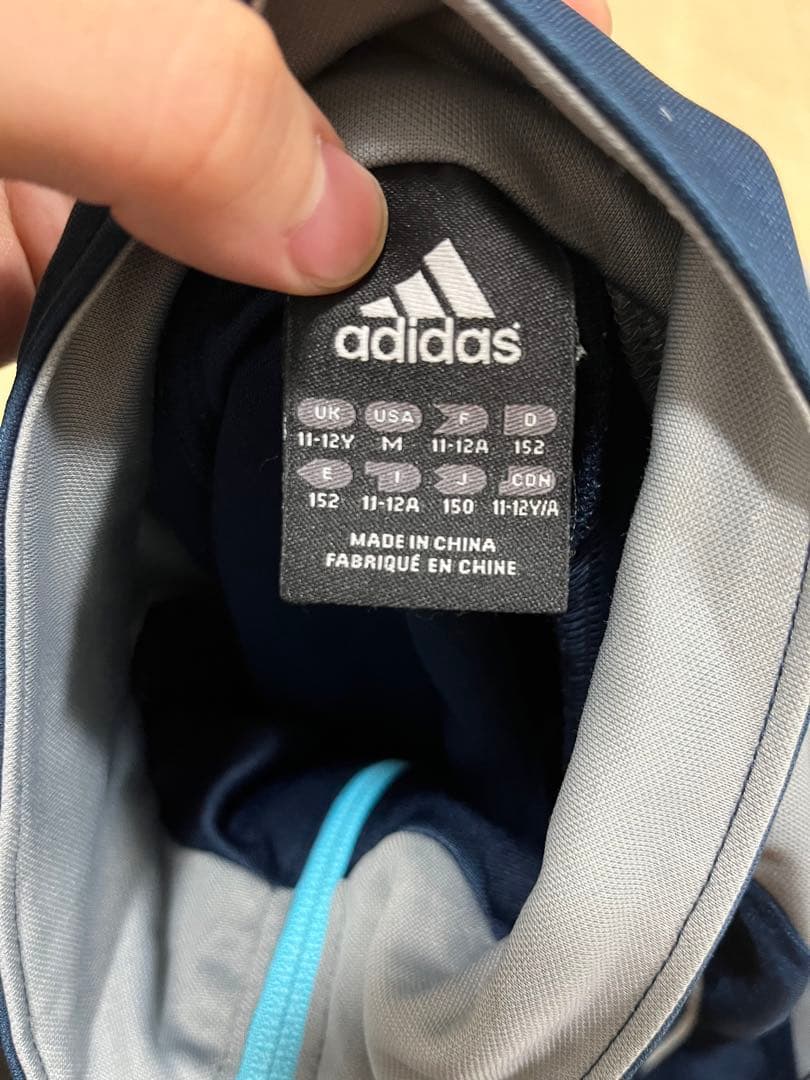 adidas
UK USA F D
11-12Y M 11-12A 152
E I J CDN
152 11-12A 150 11-12Y/A
MADE IN CHINA
FABRIQUÉ EN CHINE